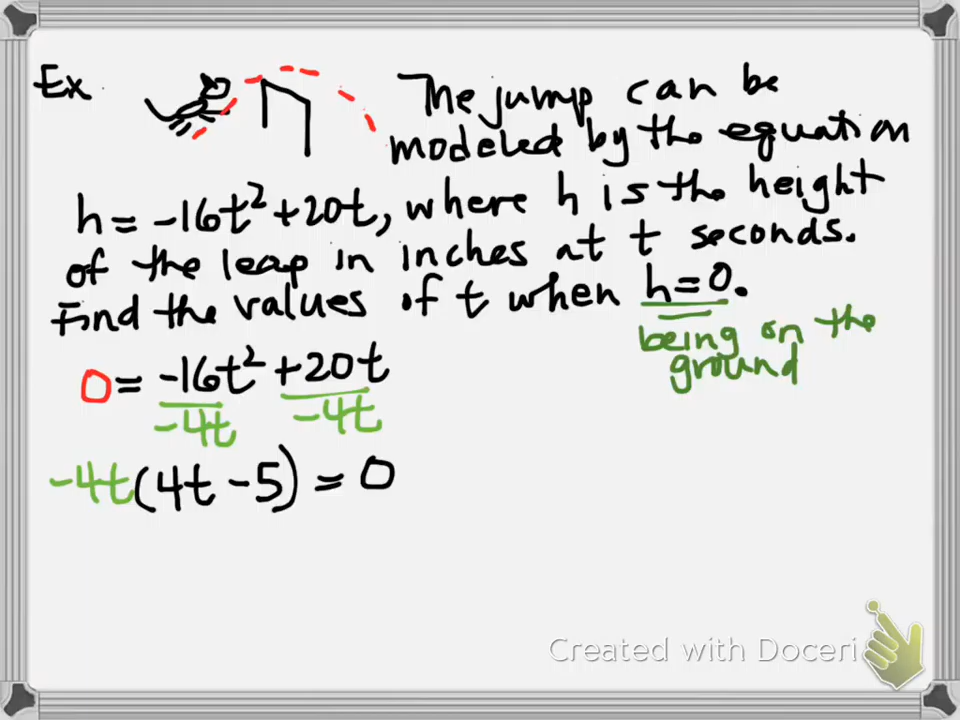 Ex
The jump can be
modeled by the equation
h = -16t² + 20t, where h is the height
of the leap in inches at t seconds.
Find the values of t when h = 0.
being on the
ground
0 = -16t² + 20t
-4t -4t
-4t(4t - 5) = 0
Created with Doceri